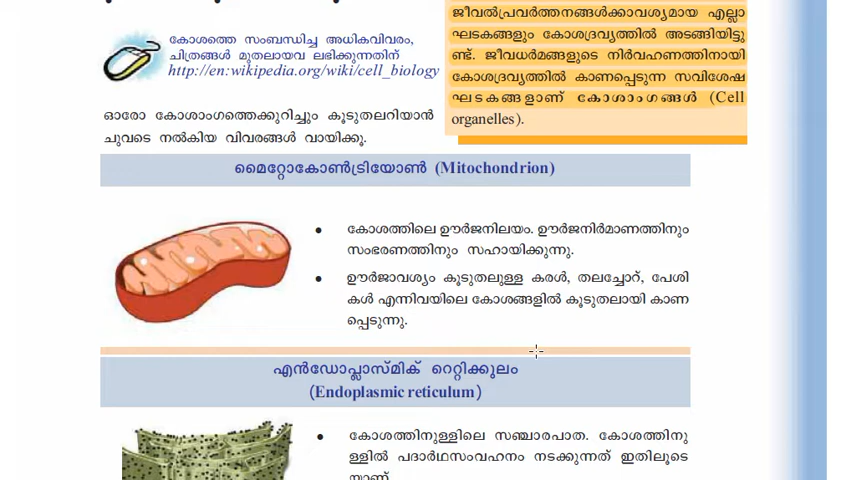 ജീവൽപ്രവർത്തനങ്ങൾക്കാവശ്യമായ എല്ലാ
ഘടകങ്ങളും കോശദ്രവ്യത്തിൽ അടങ്ങിയിട്ടു
ണ്ട്. ജീവധർമങ്ങളുടെ നിർവഹണത്തിനായി
കോശദ്രവ്യത്തിൽ കാണപ്പെടുന്ന സവിശേഷ
ഘടകങ്ങളാണ് കോശാംഗങ്ങൾ (Cell
organelles).
കോശത്തെ സംബന്ധിച്ച അധികവിവരം,
ചിത്രങ്ങൾ മുതലായവ ലഭിക്കുന്നതിന്
http://en:wikipedia.org/wiki/cell_biology
ഓരോ കോശാംഗത്തെക്കുറിച്ചും കൂടുതലറിയാൻ
ചുവടെ നൽകിയ വിവരങ്ങൾ വായിക്കൂ.
മൈറ്റോകോൺട്രിയോൺ (Mitochondrion)
കോശത്തിലെ ഊർജനിലയം. ഊർജനിർമാണത്തിനും
സംഭരണത്തിനും സഹായിക്കുന്നു.
ഊർജാവശ്യം കൂടുതലുള്ള കരൾ, തലച്ചോറ്, പേശി
കൾ എന്നിവയിലെ കോശങ്ങളിൽ കൂടുതലായി കാണ
പ്പെടുന്നു.
എൻഡോപ്ലാസ്മിക് റെറ്റിക്കുലം
(Endoplasmic reticulum)
കോശത്തിനുള്ളിലെ സഞ്ചാരപാത. കോശത്തിനു
ള്ളിൽ പദാർഥസംവഹനം നടക്കുന്നത് ഇതിലൂടെ
യാണ്.